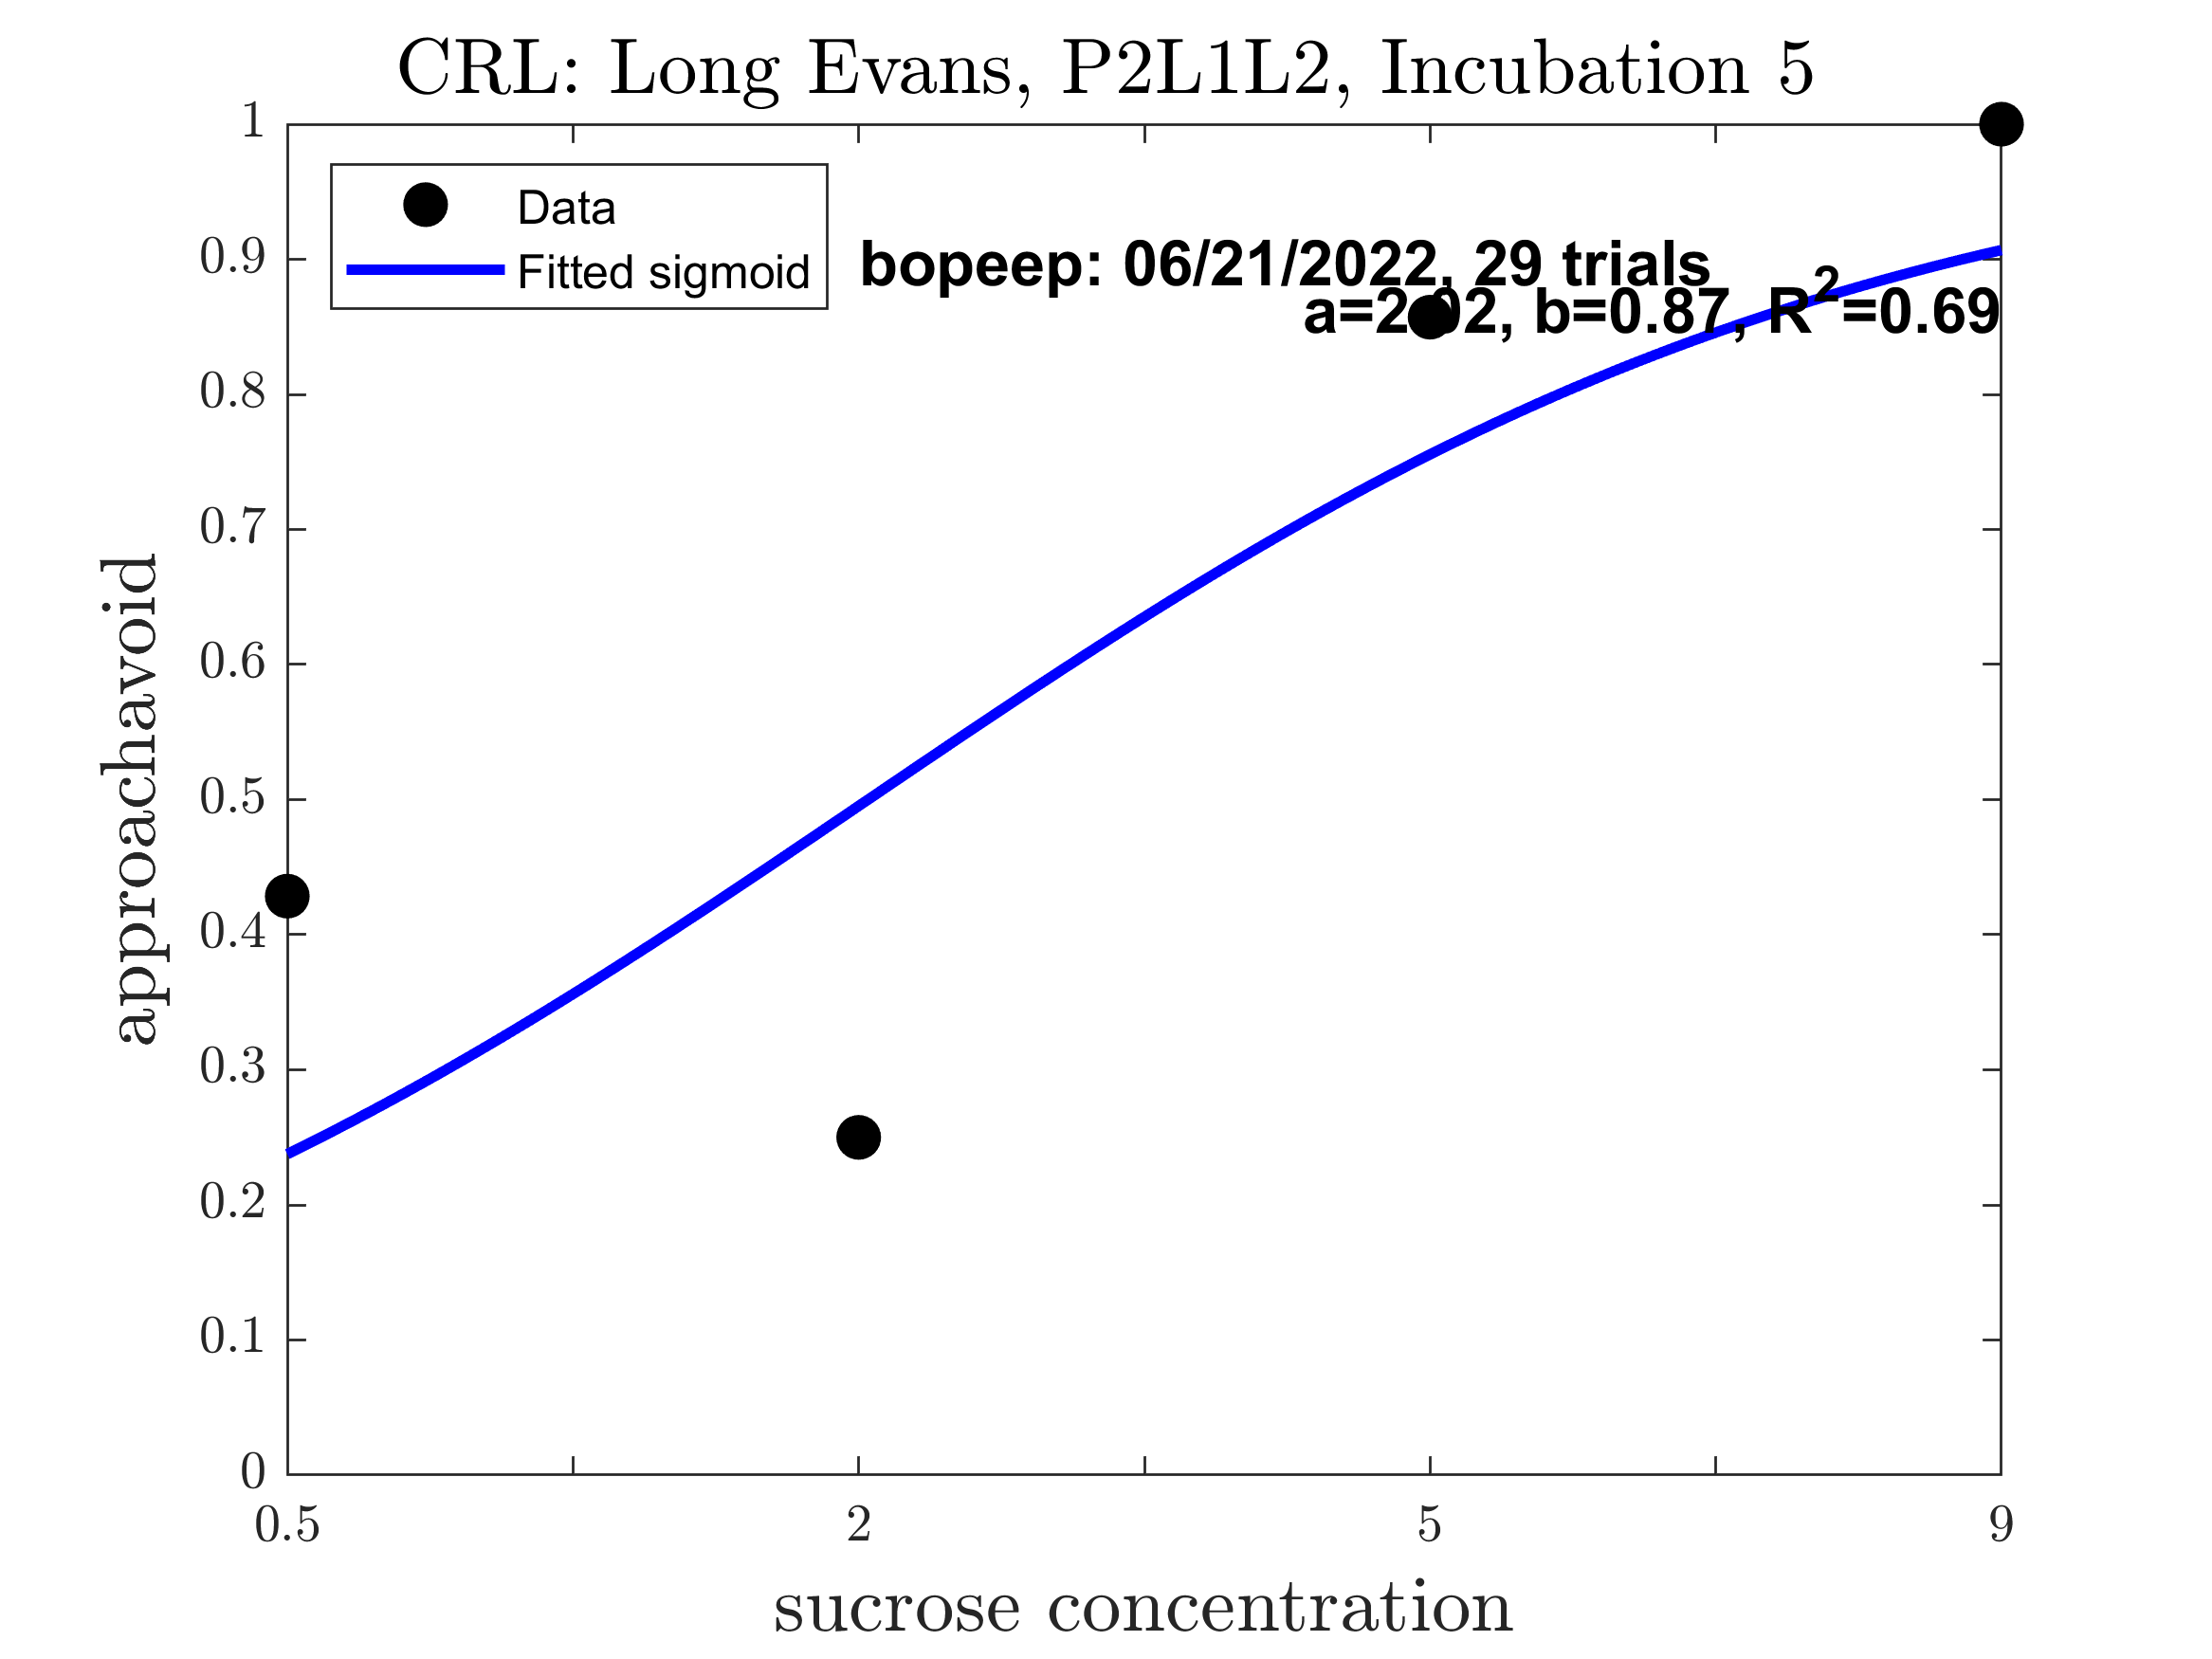 CRL: Long Evans, P2L1L2, Incubation 5
1
0.9
0.8
0.7
0.6
0.5
0.4
0.3
0.2
0.1
0
approachavoid
Data
Fitted sigmoid
bopeep: 06/21/2022, 29 trials
a=2.02, b=0.87, R²=0.69
0.5 2 5 9
sucrose concentration